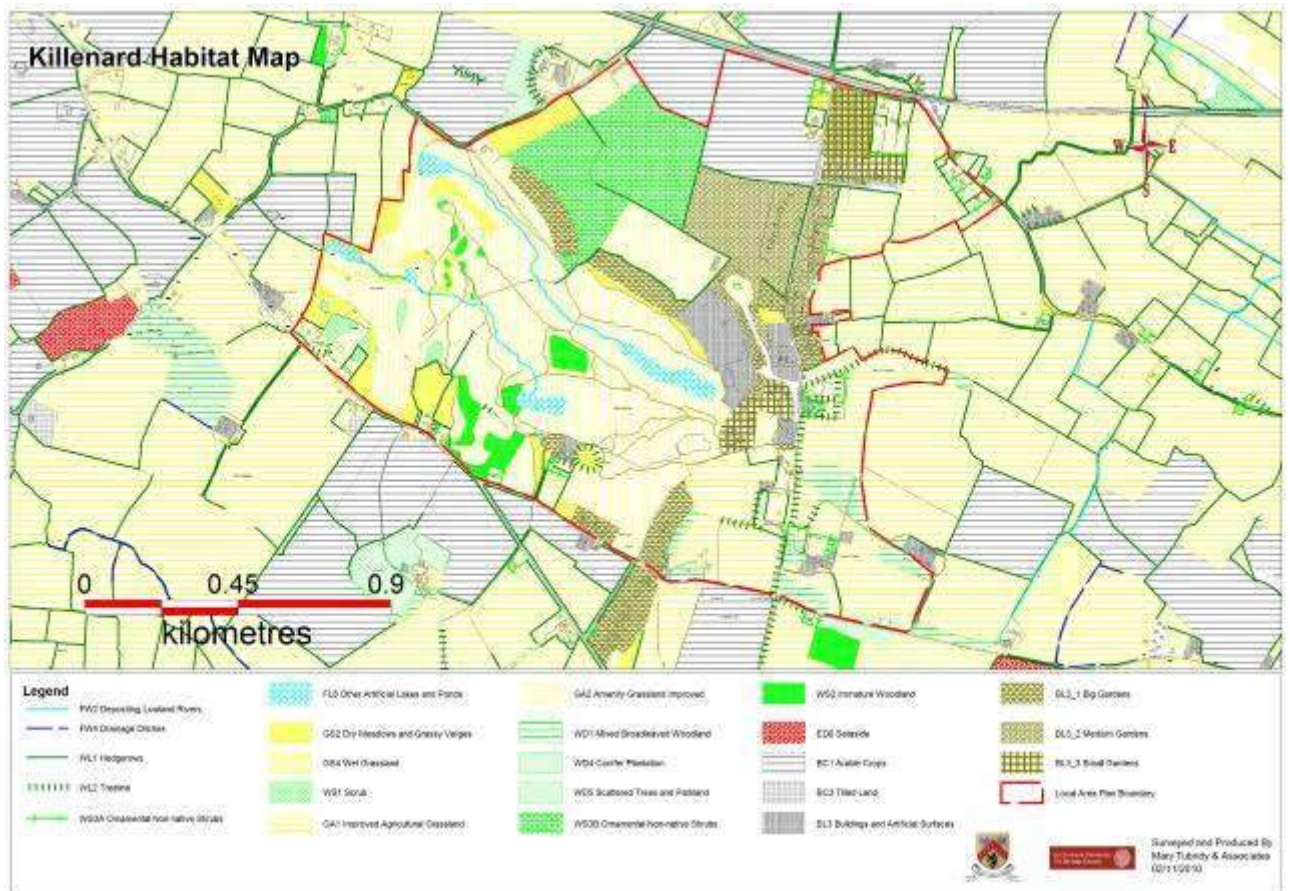 Killenard Habitat Map
W E
S
0 0.45 0.9
kilometres
Legend
FW2 Depositing Lowland Rivers
FW4 Drainage Ditches
WL1 Hedgerows
WL2 Treeline
WS3A Ornamental Non-native Shrubs
FL8 Other Artificial Lakes and Ponds
GS2 Dry Meadows and Grassy Verges
GS4 Wet Grassland
WS1 Scrub
GA1 Improved Agricultural Grassland
GA2 Amenity Grassland Improved
WD1 Mixed Broadleaved Woodland
WD4 Conifer Plantation
WD5 Scattered Trees and Parkland
WS3B Ornamental Non-native Shrubs
WS2 Immature Woodland
BC1 Arable Crops
BC3 Tilled Land
BL3 Buildings and Artificial Surfaces
BL3_1 Big Gardens
BL3_2 Medium Gardens
BL3_3 Small Gardens
Local Area Plan Boundary
Surveyed and Produced By
Mary Tubridy & Associates
02/11/2010